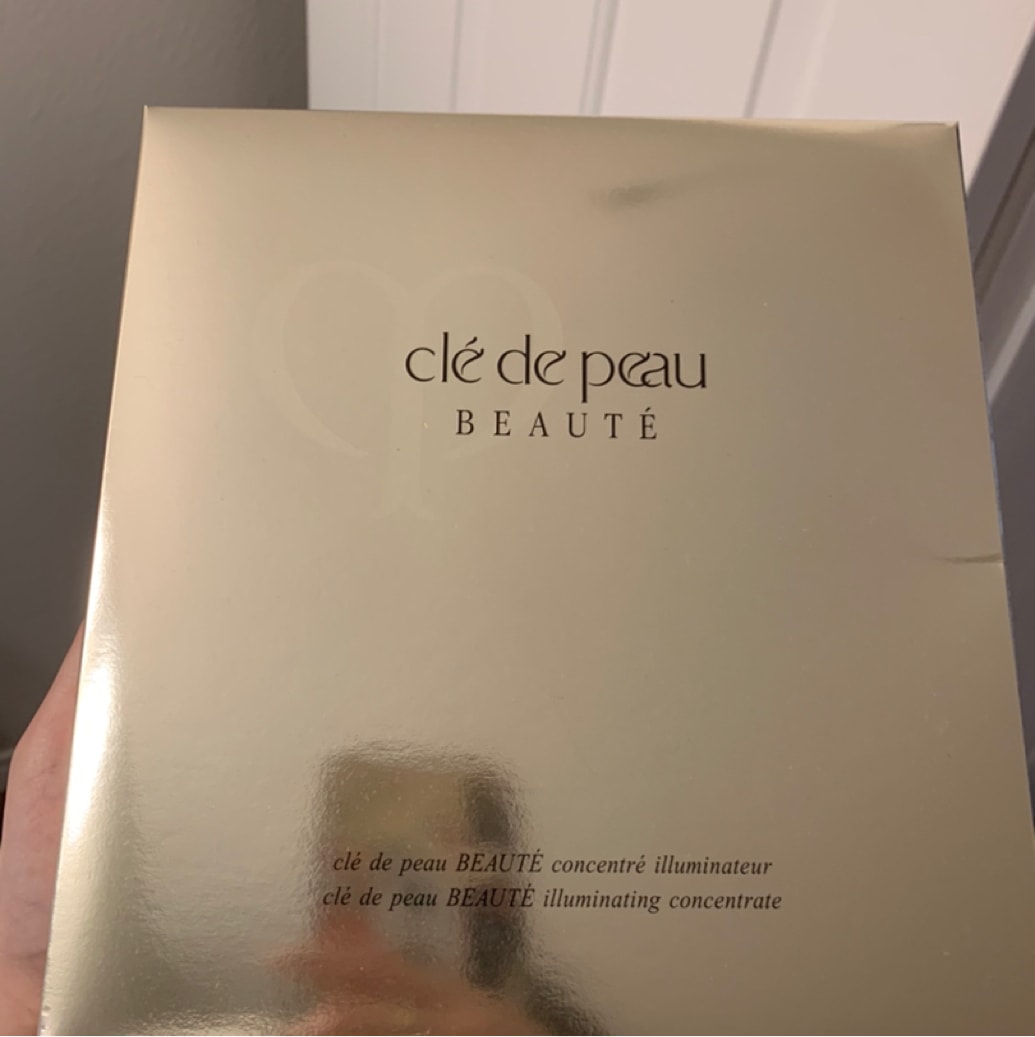 clé de peau
BEAUTÉ
clé de peau BEAUTÉ concentré illuminateur
clé de peau BEAUTÉ illuminating concentrate